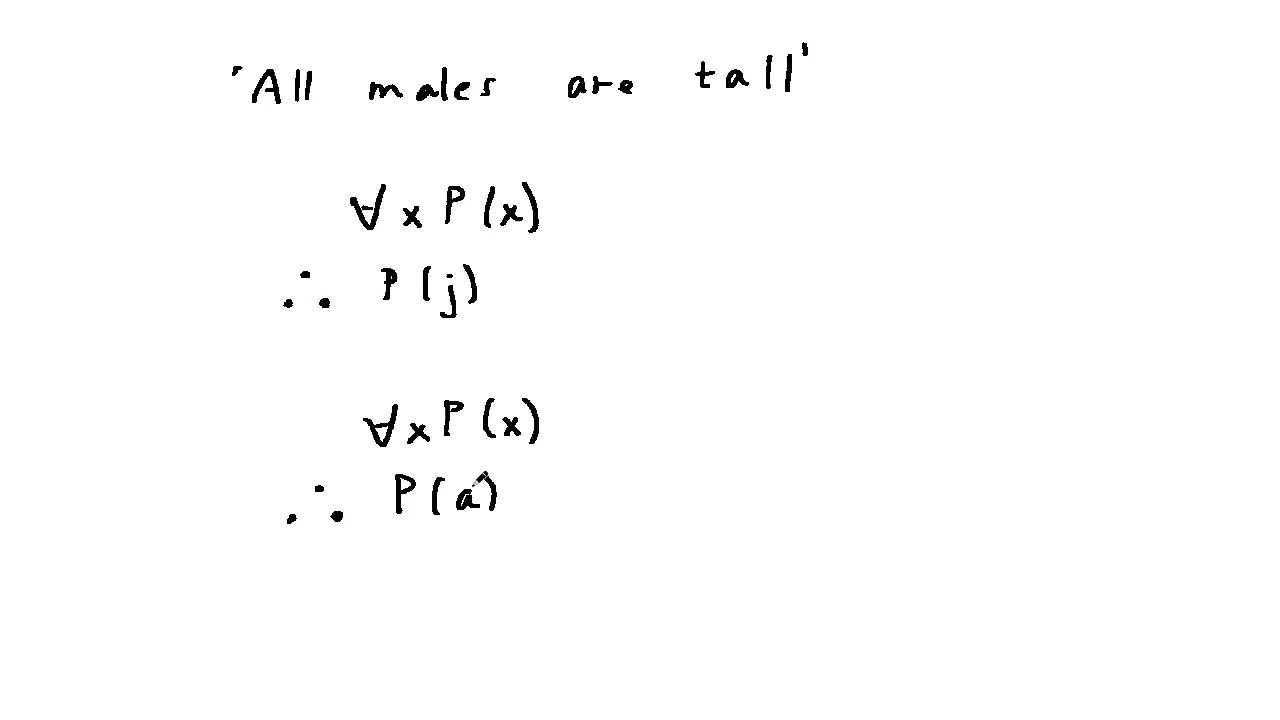 'All males are tall'
∀x P(x)
∴ P(j)
∀x P(x)
∴ P(a)